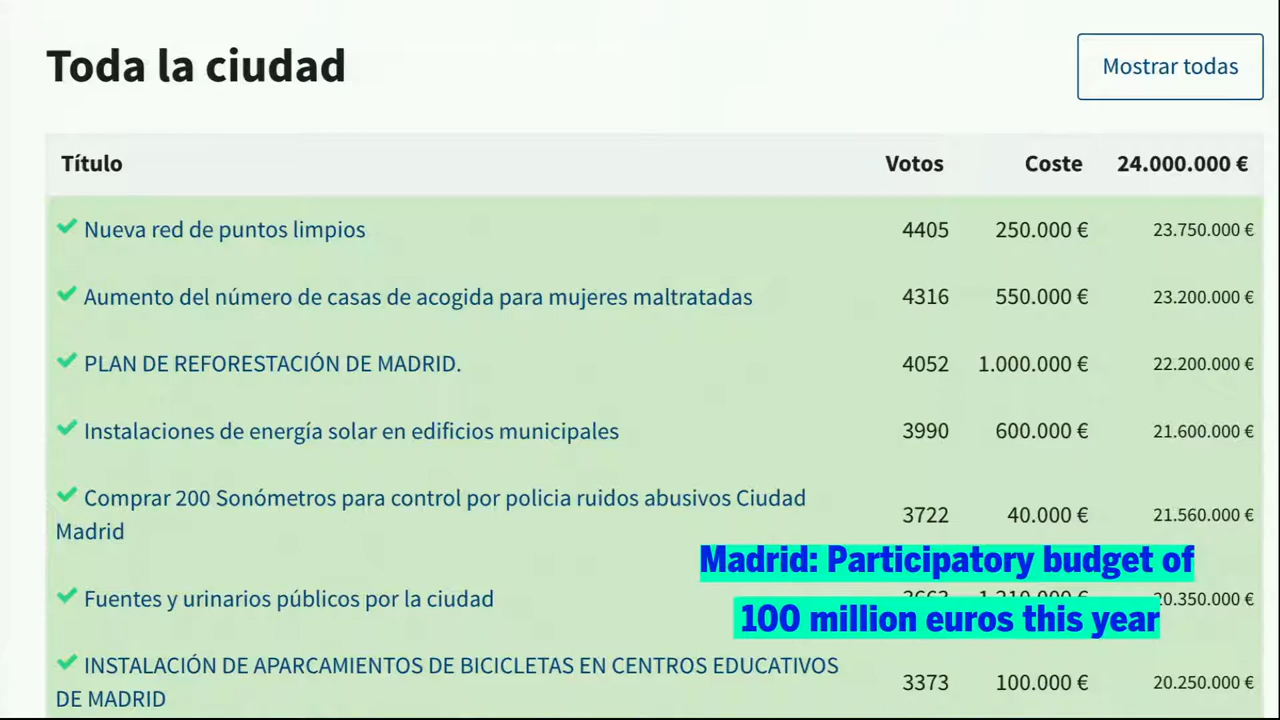 Toda la ciudad
Mostrar todas
Título Votos Coste 24.000.000 €
Nueva red de puntos limpios 4405 250.000 € 23.750.000 €
Aumento del número de casas de acogida para mujeres maltratadas 4316 550.000 € 23.200.000 €
PLAN DE REFORESTACIÓN DE MADRID. 4052 1.000.000 € 22.200.000 €
Instalaciones de energía solar en edificios municipales 3990 600.000 € 21.600.000 €
Comprar 200 Sonómetros para control por policia ruidos abusivos Ciudad
Madrid 3722 40.000 € 21.560.000 €
Madrid: Participatory budget of
Fuentes y urinarios públicos por la ciudad 20.350.000 €
100 million euros this year
INSTALACIÓN DE APARCAMIENTOS DE BICICLETAS EN CENTROS EDUCATIVOS
DE MADRID 3373 100.000 € 20.250.000 €